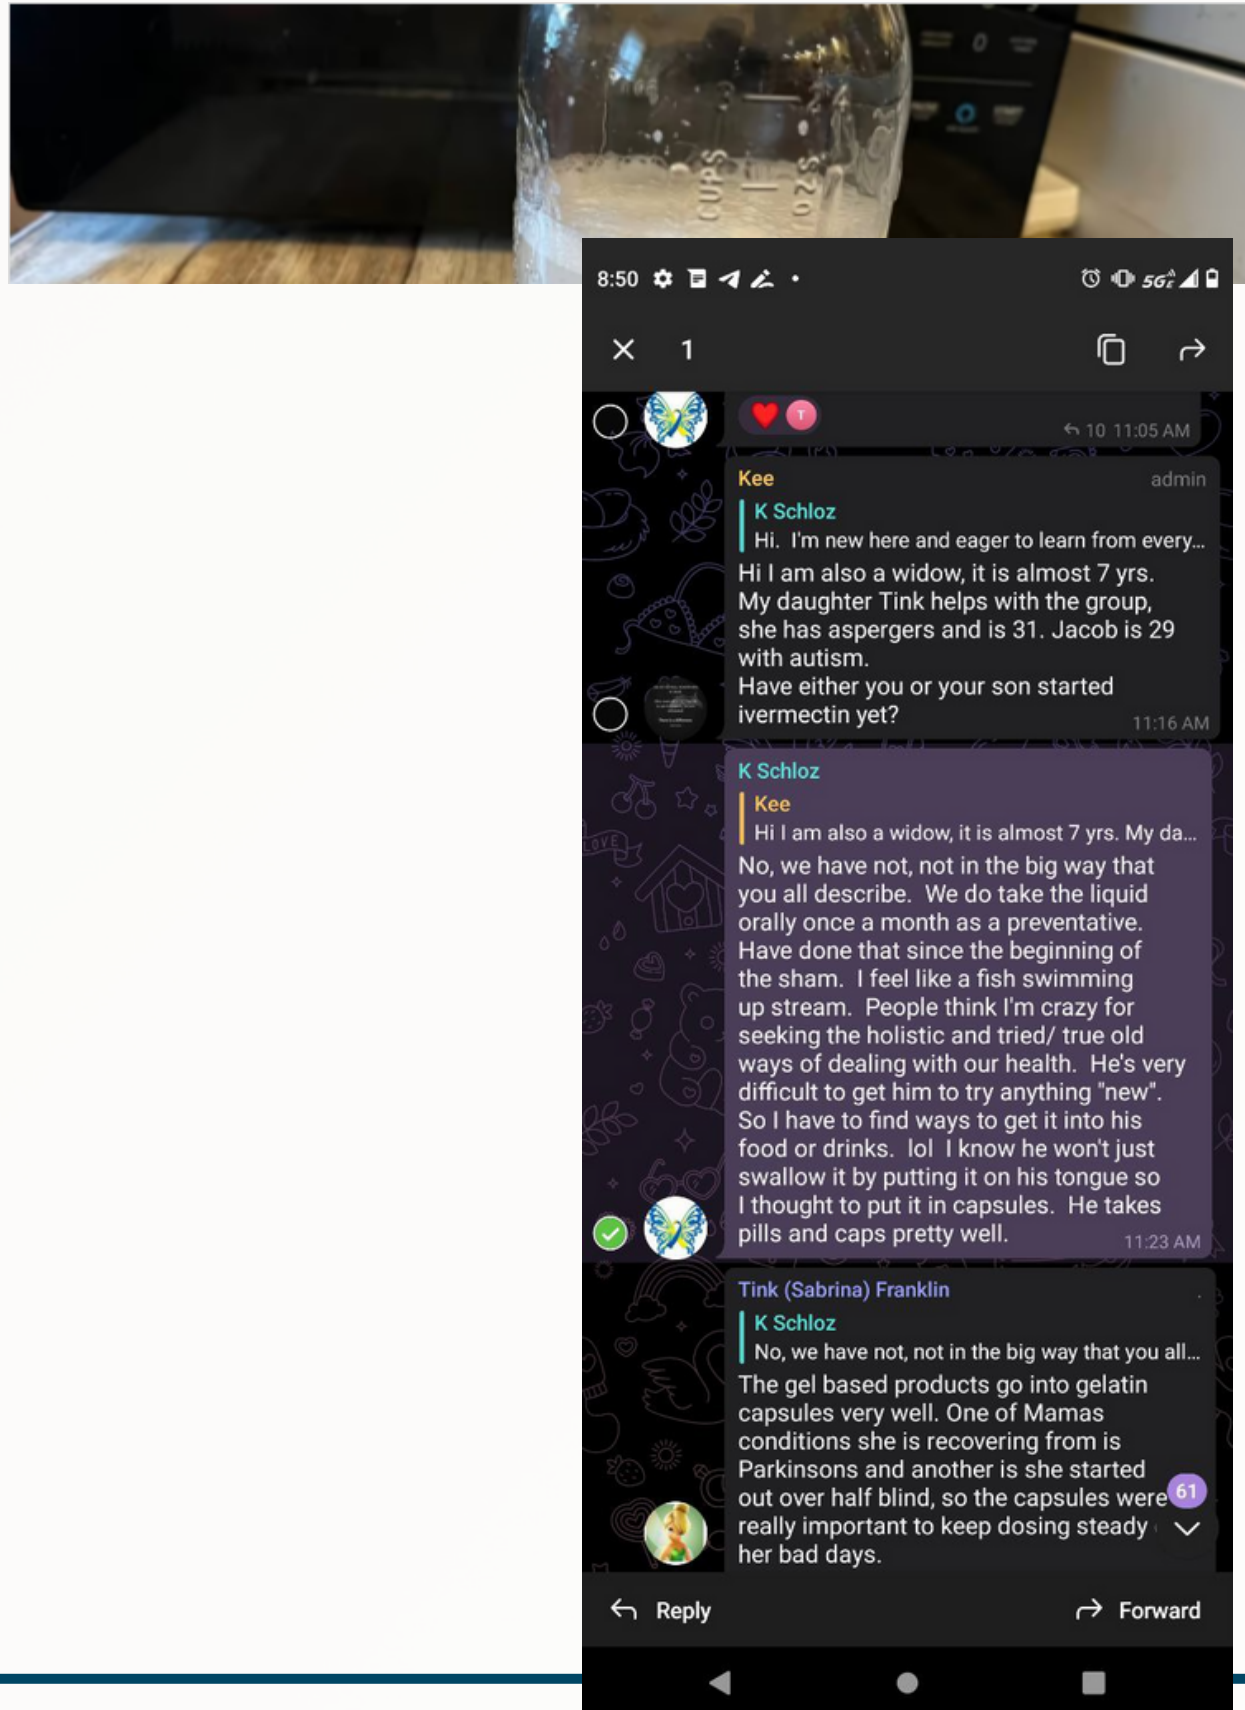 0
CUPS
8:50
5G
1
T
10 11:05 AM
Kee admin
K Schloz
Hi. I'm new here and eager to learn from every...
Hi I am also a widow, it is almost 7 yrs.
My daughter Tink helps with the group,
she has aspergers and is 31. Jacob is 29
with autism.
Have either you or your son started
ivermectin yet?
11:16 AM
K Schloz
Kee
Hi I am also a widow, it is almost 7 yrs. My da...
No, we have not, not in the big way that
you all describe.  We do take the liquid
orally once a month as a preventative.
Have done that since the beginning of
the sham.  I feel like a fish swimming
up stream.  People think I'm crazy for
seeking the holistic and tried/ true old
ways of dealing with our health.  He's very
difficult to get him to try anything "new".
So I have to find ways to get it into his
food or drinks.  lol  I know he won't just
swallow it by putting it on his tongue so
I thought to put it in capsules.  He takes
pills and caps pretty well.
11:23 AM
LOVE
Tink (Sabrina) Franklin
K Schloz
No, we have not, not in the big way that you all...
The gel based products go into gelatin
capsules very well. One of Mamas
conditions she is recovering from is
Parkinsons and another is she started
out over half blind, so the capsules were
really important to keep dosing steady
her bad days.
61
Reply Forward